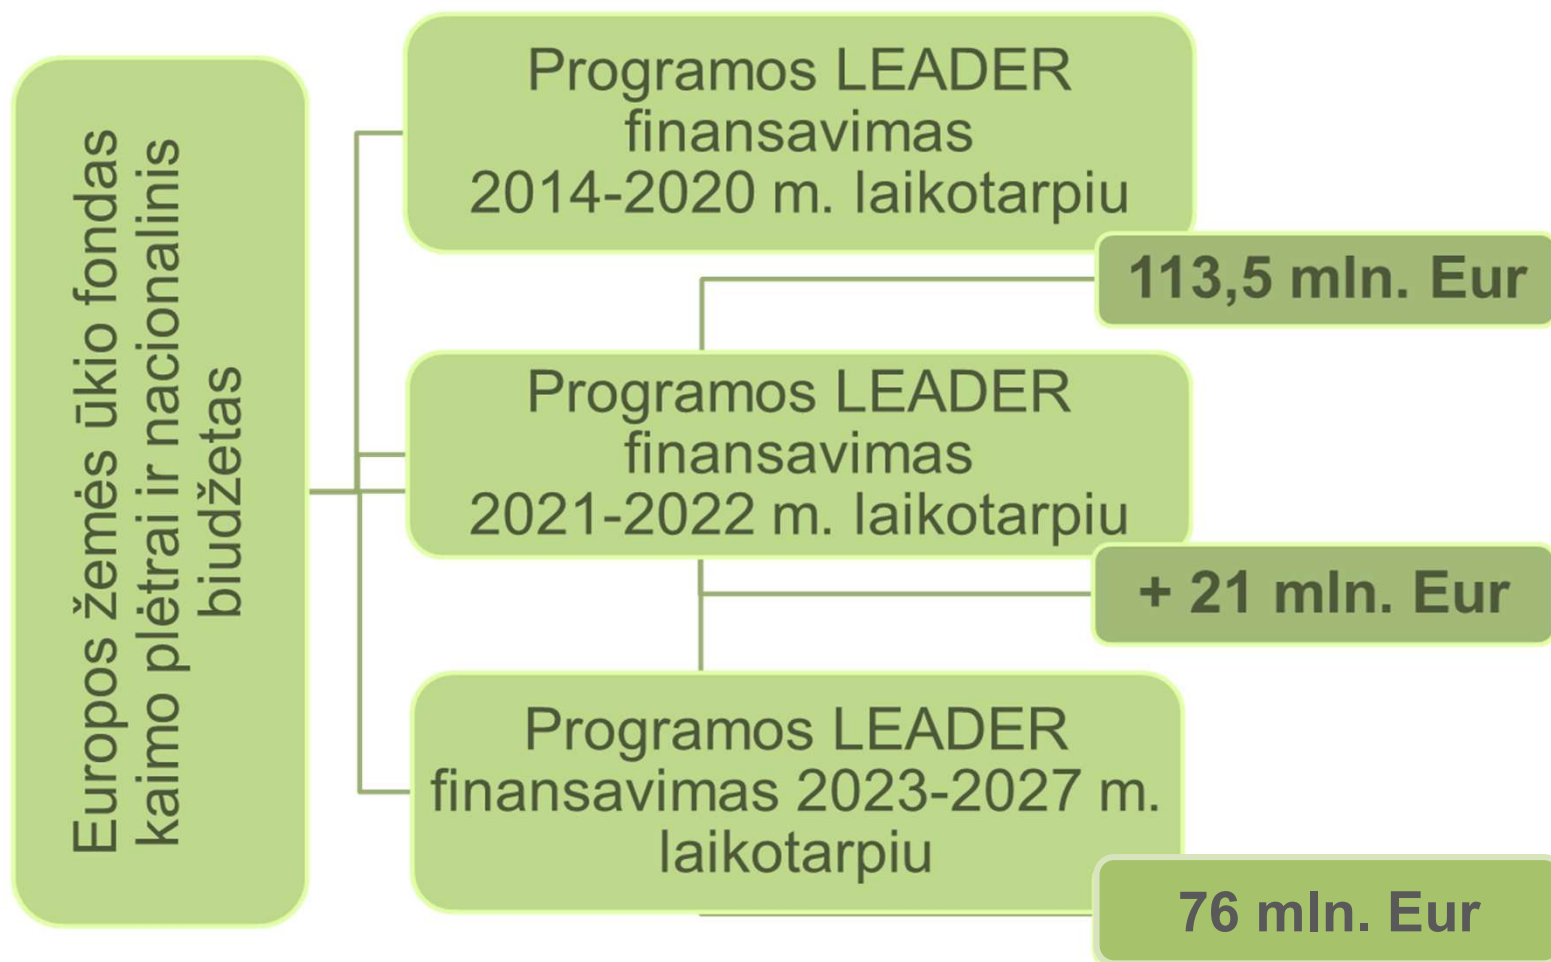 Europos žemės ūkio fondas
kaimo plėtrai ir nacionalinis
biudžetas
Programos LEADER
finansavimas
2014-2020 m. laikotarpiu
113,5 mln. Eur
Programos LEADER
finansavimas
2021-2022 m. laikotarpiu
+ 21 mln. Eur
Programos LEADER
finansavimas 2023-2027 m.
laikotarpiu
76 mln. Eur